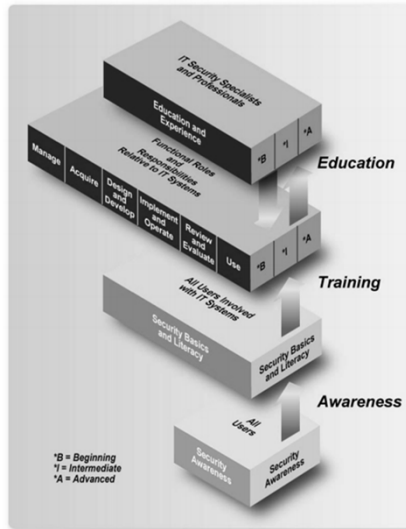 IT Security Specialists
and Professionals
Education and
Experience
*B
*I
*A
Education
Functional Roles
and
Responsibilities
Relative to IT Systems
Manage
Acquire
Design
and
Develop
Implement
and
Operate
Review
and
Evaluate
Use
*B
*I
*A
Training
All Users Involved
with IT Systems
Security Basics
and Literacy
Security Basics
and Literacy
Awareness
All
Users
Security
Awareness
Security
Awareness
*B = Beginning
*I = Intermediate
*A = Advanced